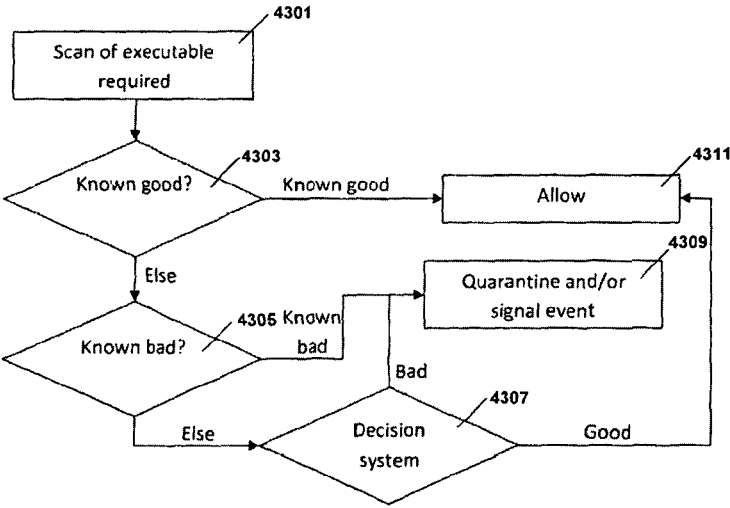 4301
Scan of executable
required
4303
Known good?
Known good
4311
Allow
4309
Quarantine and/or
signal event
Else
4305
Known
bad
Known bad?
Bad
4307
Else
Decision
system
Good